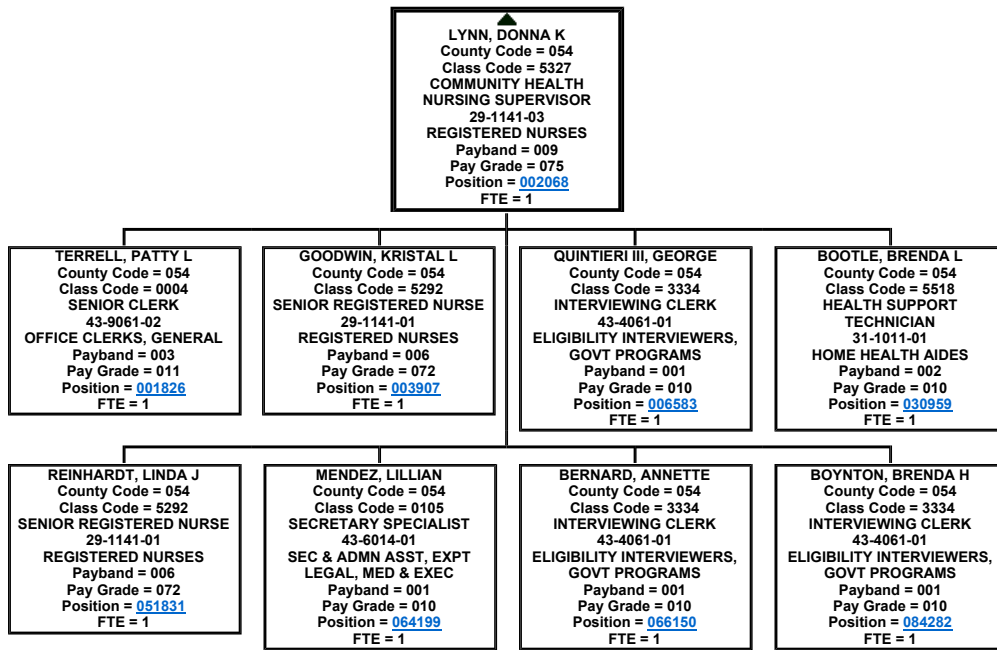 LYNN, DONNA K
County Code = 054
Class Code = 5327
COMMUNITY HEALTH
NURSING SUPERVISOR
29-1141-03
REGISTERED NURSES
Payband = 009
Pay Grade = 075
Position = 002068
FTE = 1
TERRELL, PATTY L
County Code = 054
Class Code = 0004
SENIOR CLERK
43-9061-02
OFFICE CLERKS, GENERAL
Payband = 003
Pay Grade = 011
Position = 001826
FTE = 1
GOODWIN, KRISTAL L
County Code = 054
Class Code = 5292
SENIOR REGISTERED NURSE
29-1141-01
REGISTERED NURSES
Payband = 006
Pay Grade = 072
Position = 003907
FTE = 1
QUINTIERI III, GEORGE
County Code = 054
Class Code = 3334
INTERVIEWING CLERK
43-4061-01
ELIGIBILITY INTERVIEWERS,
GOVT PROGRAMS
Payband = 001
Pay Grade = 010
Position = 006583
FTE = 1
BOOTLE, BRENDA L
County Code = 054
Class Code = 5518
HEALTH SUPPORT
TECHNICIAN
31-1011-01
HOME HEALTH AIDES
Payband = 002
Pay Grade = 010
Position = 030959
FTE = 1
REINHARDT, LINDA J
County Code = 054
Class Code = 5292
SENIOR REGISTERED NURSE
29-1141-01
REGISTERED NURSES
Payband = 006
Pay Grade = 072
Position = 051831
FTE = 1
MENDEZ, LILLIAN
County Code = 054
Class Code = 0105
SECRETARY SPECIALIST
43-6014-01
SEC & ADMN ASST, EXPT
LEGAL, MED & EXEC
Payband = 001
Pay Grade = 010
Position = 064199
FTE = 1
BERNARD, ANNETTE
County Code = 054
Class Code = 3334
INTERVIEWING CLERK
43-4061-01
ELIGIBILITY INTERVIEWERS,
GOVT PROGRAMS
Payband = 001
Pay Grade = 010
Position = 066150
FTE = 1
BOYNTON, BRENDA H
County Code = 054
Class Code = 3334
INTERVIEWING CLERK
43-4061-01
ELIGIBILITY INTERVIEWERS,
GOVT PROGRAMS
Payband = 001
Pay Grade = 010
Position = 084282
FTE = 1